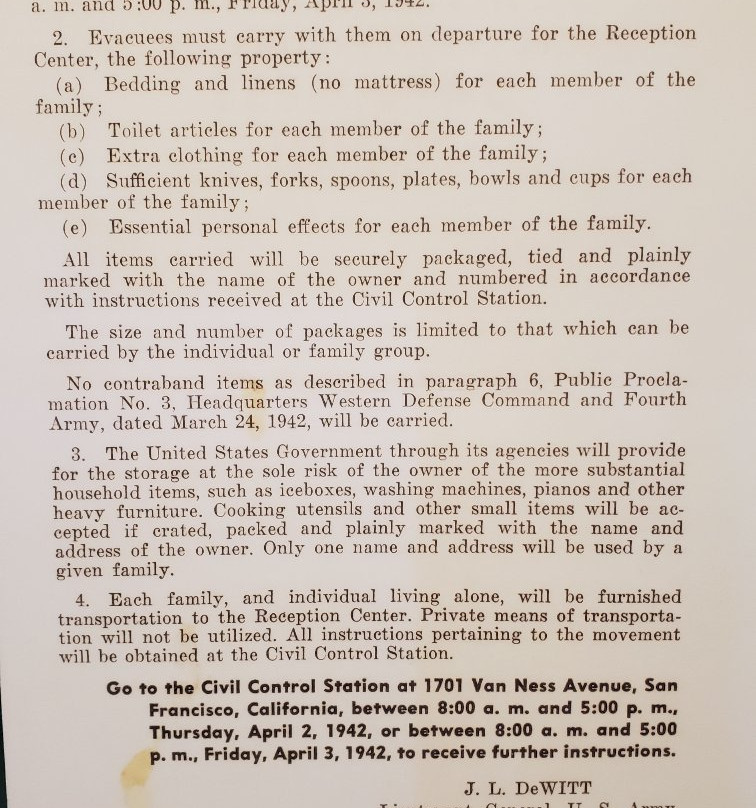 a. m. and 5:00 p. m., Friday, April 3, 1942.
2. Evacuees must carry with them on departure for the Reception
Center, the following property:
(a) Bedding and linens (no mattress) for each member of the
family;
(b) Toilet articles for each member of the family;
(c) Extra clothing for each member of the family;
(d) Sufficient knives, forks, spoons, plates, bowls and cups for each
member of the family;
(e) Essential personal effects for each member of the family.
All items carried will be securely packaged, tied and plainly
marked with the name of the owner and numbered in accordance
with instructions received at the Civil Control Station.
The size and number of packages is limited to that which can be
carried by the individual or family group.
No contraband items as described in paragraph 6, Public Procla-
mation No. 3, Headquarters Western Defense Command and Fourth
Army, dated March 24, 1942, will be carried.
3. The United States Government through its agencies will provide
for the storage at the sole risk of the owner of the more substantial
household items, such as iceboxes, washing machines, pianos and other
heavy furniture. Cooking utensils and other small items will be ac-
cepted if crated, packed and plainly marked with the name and
address of the owner. Only one name and address will be used by a
given family.
4. Each family, and individual living alone, will be furnished
transportation to the Reception Center. Private means of transporta-
tion will not be utilized. All instructions pertaining to the movement
will be obtained at the Civil Control Station.
Go to the Civil Control Station at 1701 Van Ness Avenue, San
Francisco, California, between 8:00 a. m. and 5:00 p. m.,
Thursday, April 2, 1942, or between 8:00 a. m. and 5:00
p. m., Friday, April 3, 1942, to receive further instructions.
J. L. DeWITT
Lieutenant General, U. S. Army